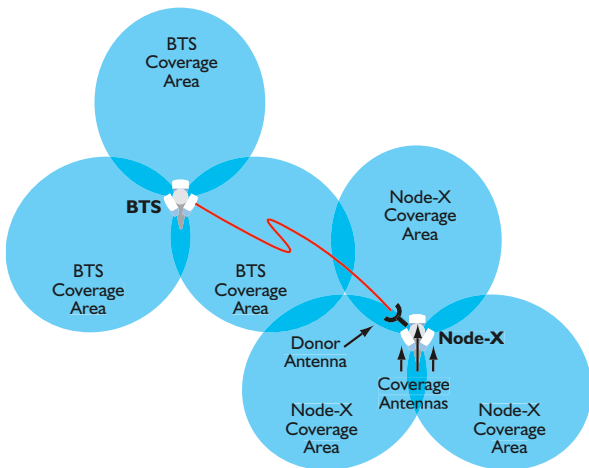 BTS
Coverage
Area
BTS
BTS
Coverage
Area
BTS
Coverage
Area
Node-X
Coverage
Area
Donor
Antenna
Node-X
Coverage
Antennas
Node-X
Coverage
Area
Node-X
Coverage
Area